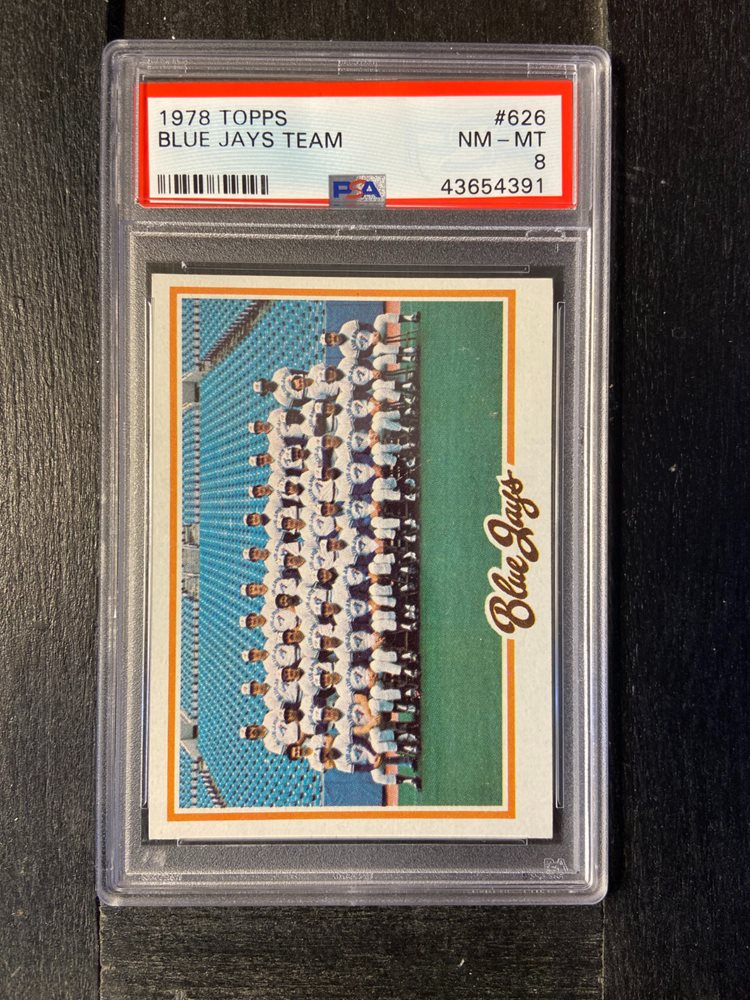 1978 TOPPS #626
BLUE JAYS TEAM NM - MT
8
PSA 43654391
Blue Jays